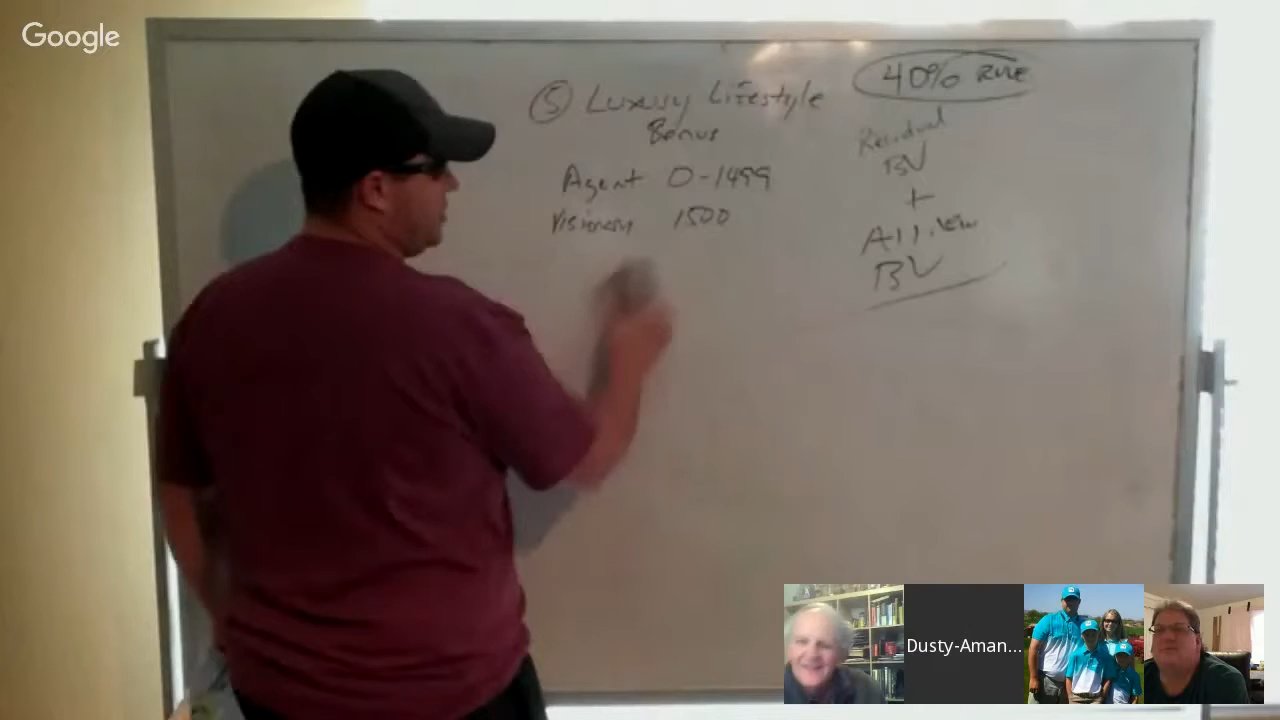 Google
⑤ Luxury Lifestyle
Bonus
Agent 0-1499
Visionary 1500
40% RULE
Residual
BV
+
All New
BV
Dusty-Aman...